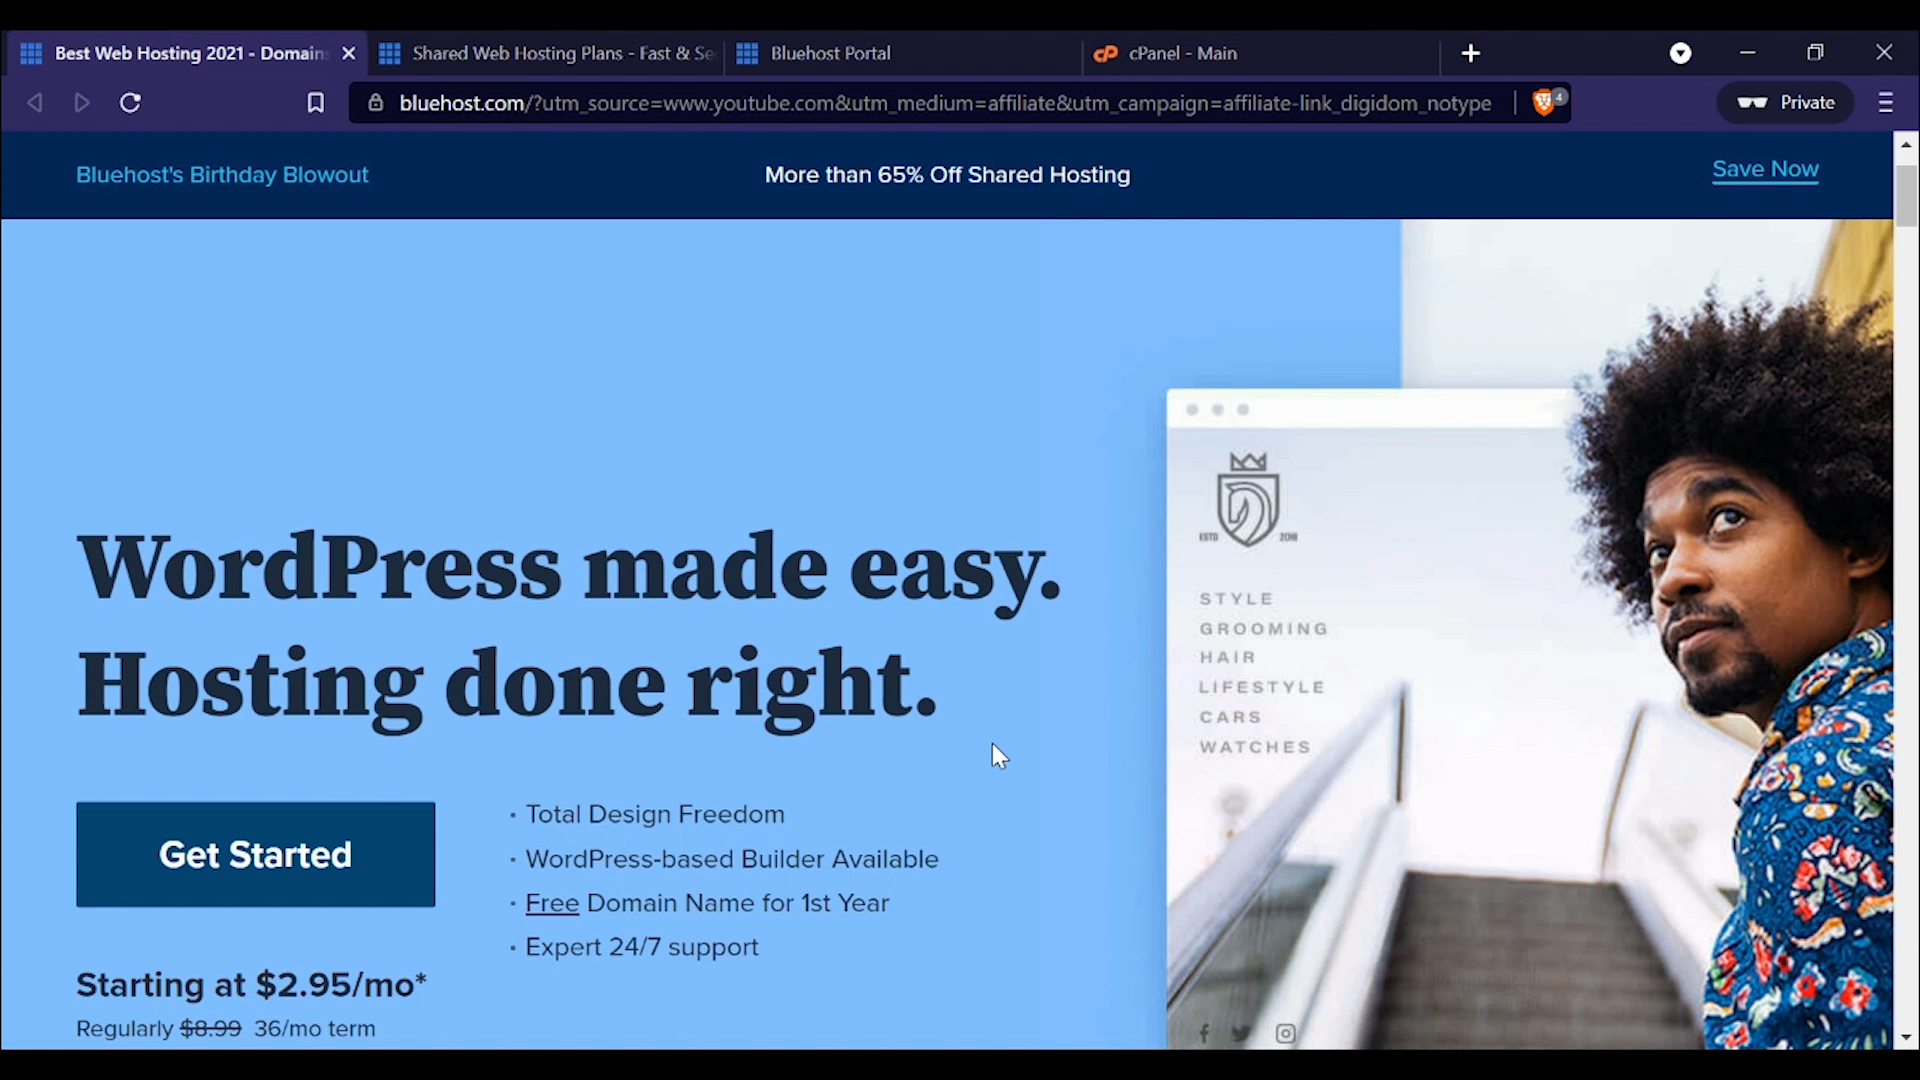 Best Web Hosting 2021 - Domain
Shared Web Hosting Plans - Fast & Se
Bluehost Portal
cPanel - Main
bluehost.com/?utm_source=www.youtube.com&utm_medium=affiliate&utm_campaign=affiliate-link_digidom_notype
4
Private
Bluehost's Birthday Blowout
More than 65% Off Shared Hosting
Save Now
WordPress made easy.
Hosting done right.
Get Started
· Total Design Freedom
· WordPress-based Builder Available
· Free Domain Name for 1st Year
· Expert 24/7 support
Starting at $2.95/mo*
Regularly $8.99 36/mo term
ESTD 2018
STYLE
GROOMING
HAIR
LIFESTYLE
CARS
WATCHES